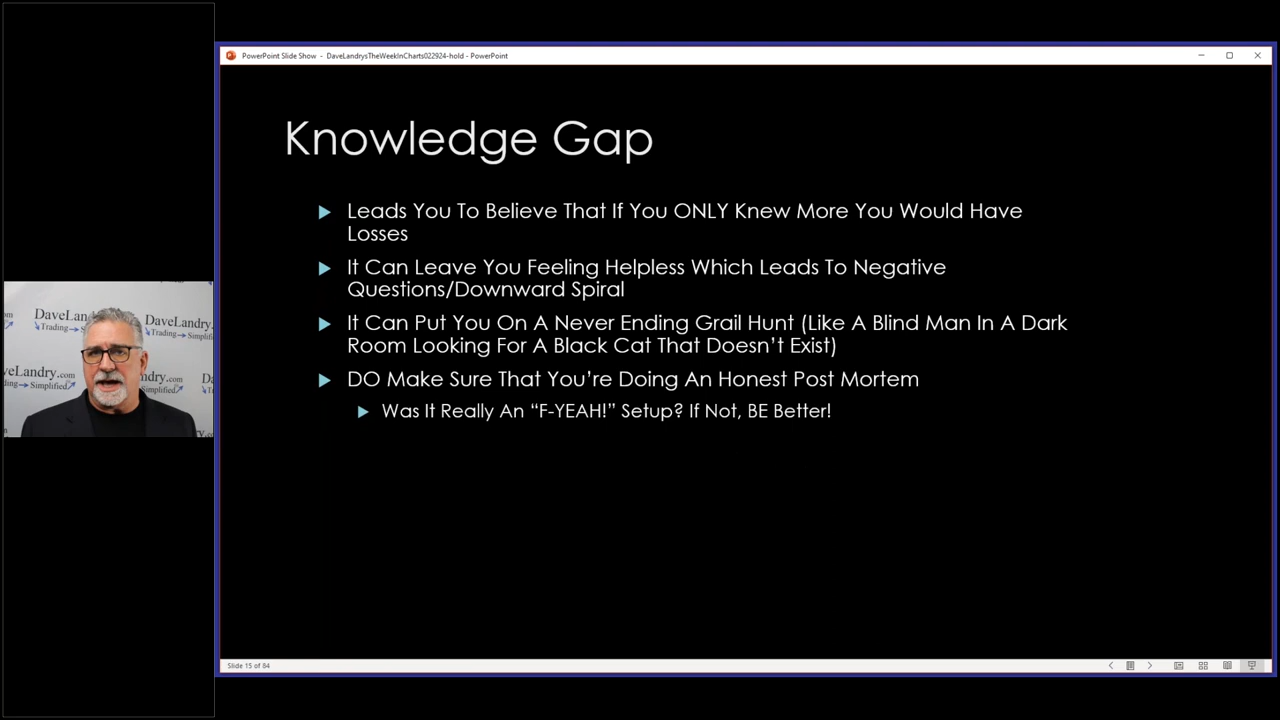 PowerPoint Slide Show - DaveLandrysTheWeekInCharts022924-hold - PowerPoint
Knowledge Gap
Leads You To Believe That If You ONLY Knew More You Would Have
Losses
It Can Leave You Feeling Helpless Which Leads To Negative
Questions/Downward Spiral
It Can Put You On A Never Ending Grail Hunt (Like A Blind Man In A Dark
Room Looking For A Black Cat That Doesn’t Exist)
DO Make Sure That You’re Doing An Honest Post Mortem
Was It Really An “F-YEAH!” Setup? If Not, BE Better!
DaveLandry.
Trading
Simplified
DaveLandry.
Trading
eLandry.com
Simplified
Slide 15 of 84